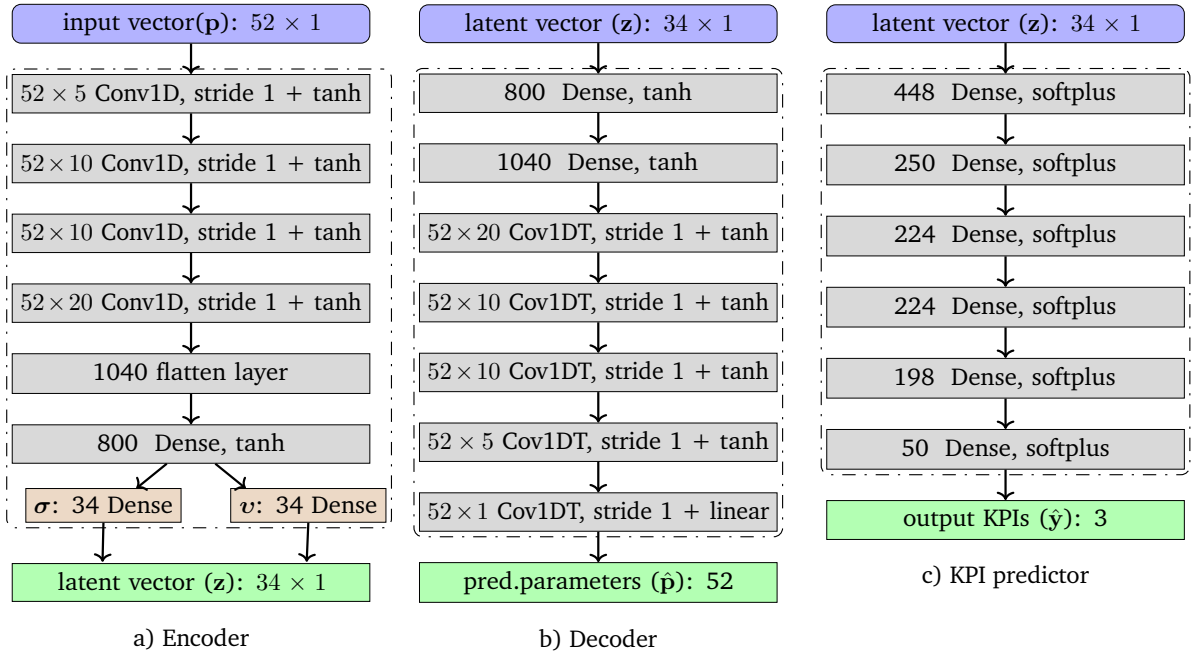 input vector(p): 52 × 1
52 × 5 Conv1D, stride 1 + tanh
52 × 10 Conv1D, stride 1 + tanh
52 × 10 Conv1D, stride 1 + tanh
52 × 20 Conv1D, stride 1 + tanh
1040 flatten layer
800 Dense, tanh
σ: 34 Dense
υ: 34 Dense
latent vector (z): 34 × 1
a) Encoder
latent vector (z): 34 × 1
800 Dense, tanh
1040 Dense, tanh
52 × 20 Cov1DT, stride 1 + tanh
52 × 10 Cov1DT, stride 1 + tanh
52 × 10 Cov1DT, stride 1 + tanh
52 × 5 Cov1DT, stride 1 + tanh
52 × 1 Cov1DT, stride 1 + linear
pred.parameters (p̂): 52
b) Decoder
latent vector (z): 34 × 1
448 Dense, softplus
250 Dense, softplus
224 Dense, softplus
224 Dense, softplus
198 Dense, softplus
50 Dense, softplus
output KPIs (ŷ): 3
c) KPI predictor